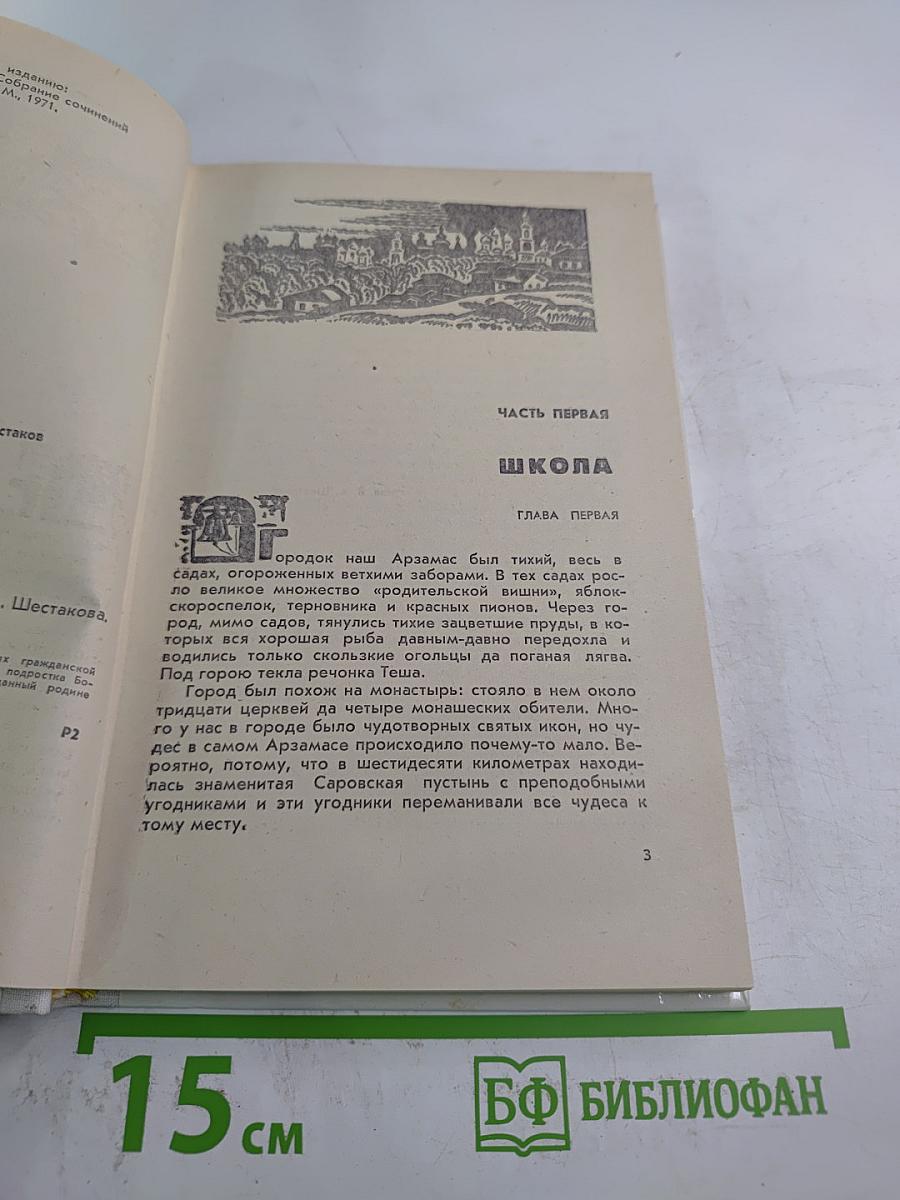 изданию:
Собрание сочинений
М., 1971.
стаков
. Шестакова,
ях гражданской
подростка Бо-
данный родине
Р2
ЧАСТЬ ПЕРВАЯ
ШКОЛА
ГЛАВА ПЕРВАЯ
Городок наш Арзамас был тихий, весь в
садах, огороженных ветхими заборами. В тех садах рос-
ло великое множество «родительской вишни», яблок-
скороспелок, терновника и красных пионов. Через го-
род, мимо садов, тянулись тихие зацветшие пруды, в ко-
торых вся хорошая рыба давным-давно передохла и
водились только скользкие огольцы да поганая лягва.
Под горою текла речонка Теша.
Город был похож на монастырь: стояло в нем около
тридцати церквей да четыре монашеских обители. Мно-
го у нас в городе было чудотворных святых икон, но чу-
дес в самом Арзамасе происходило почему-то мало. Ве-
роятно, потому, что в шестидесяти километрах находи-
лась знаменитая Саровская пустынь с преподобными
угодниками и эти угодники переманивали все чудеса к
тому месту.
3
15 см
БФ БИБЛИОФАН